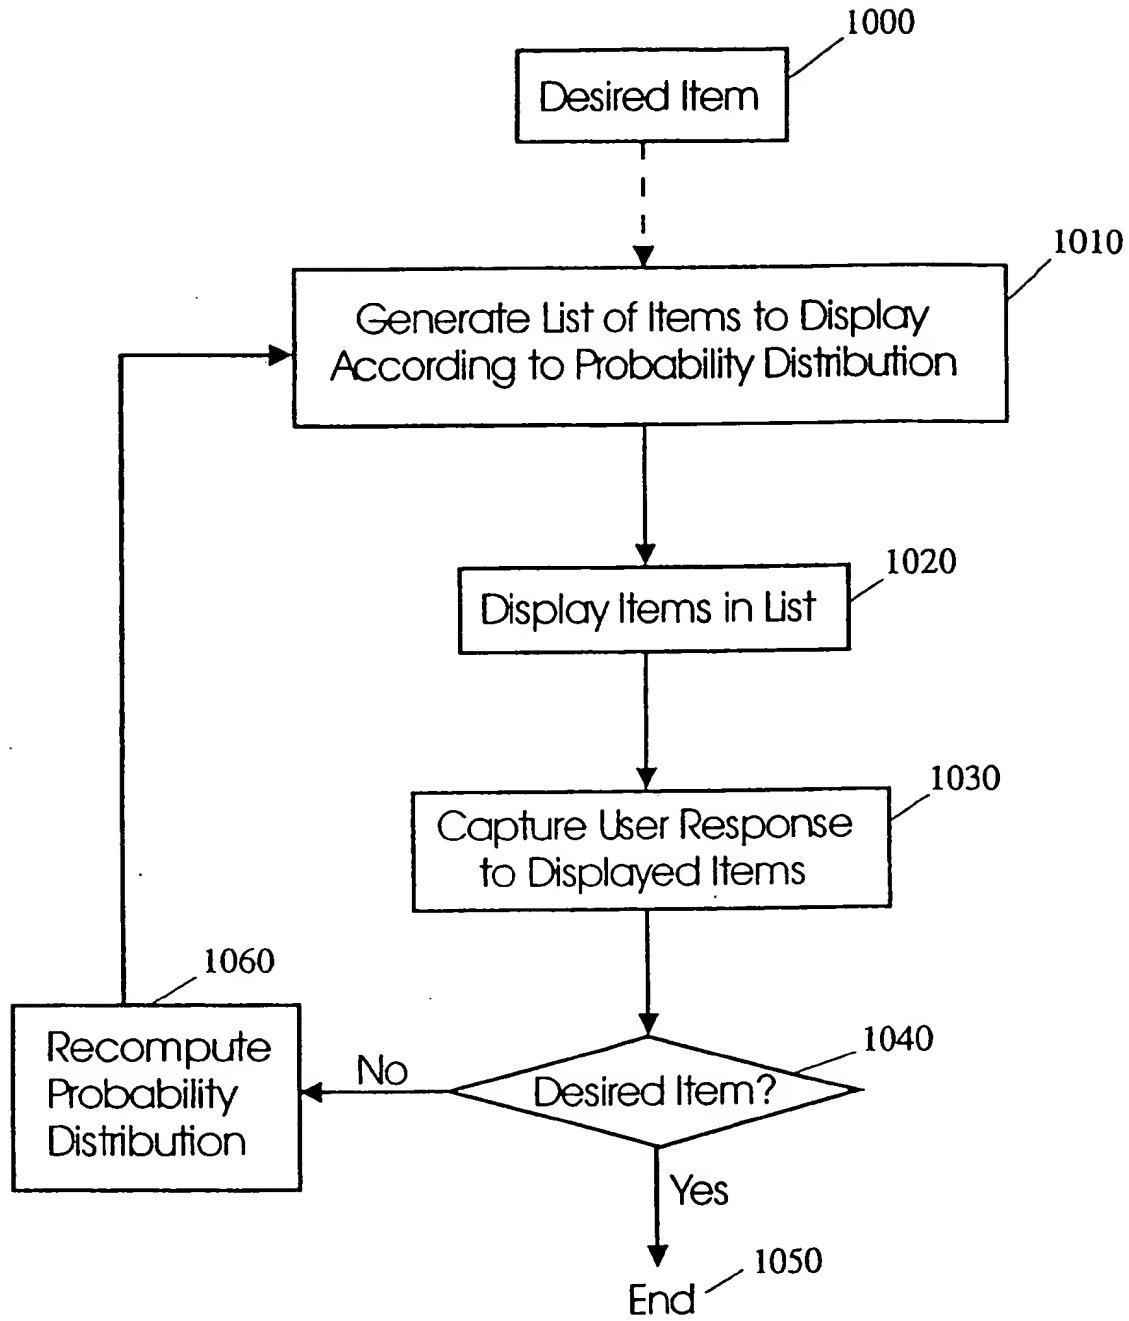 1000
Desired Item
1010
Generate List of Items to Display
According to Probability Distribution
1020
Display Items in List
1030
Capture User Response
to Displayed Items
1060
Recompute
Probability
Distribution
No
1040
Desired Item?
Yes
1050
End